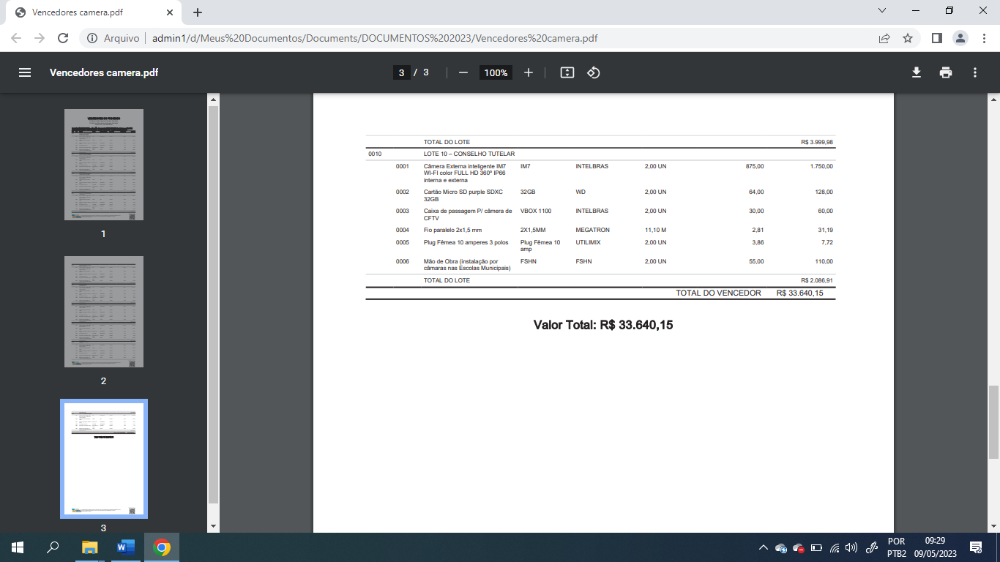 Vencedores camera.pdf
Arquivo admin1/d/Meus%20Documentos/Documents/DOCUMENTOS%202023/Vencedores%20camera.pdf
Vencedores camera.pdf 3 / 3 100%
1
2
3
TOTAL DO LOTE R$ 3.999,98
0010 LOTE 10 – CONSELHO TUTELAR
0001 Câmera Externa inteligente IM7 IM7 INTELBRAS 2,00 UN 875,00 1.750,00
WI-FI color FULL HD 360º IP66
interna e externa
0002 Cartão Micro SD purple SDXC 32GB WD 2,00 UN 64,00 128,00
32GB
0003 Caixa de passagem P/ câmera de VBOX 1100 INTELBRAS 2,00 UN 30,00 60,00
CFTV
0004 Fio paralelo 2x1,5 mm 2X1,5MM MEGATRON 11,10 M 2,81 31,19
0005 Plug Fêmea 10 amperes 3 polos Plug Fêmea 10 UTILIMIX 2,00 UN 3,86 7,72
amp
0006 Mão de Obra (instalação por FSHN FSHN 2,00 UN 55,00 110,00
câmaras nas Escolas Municipais)
TOTAL DO LOTE R$ 2.086,91
TOTAL DO VENCEDOR R$ 33.640,15
Valor Total: R$ 33.640,15
POR 09:29
PTB2 09/05/2023